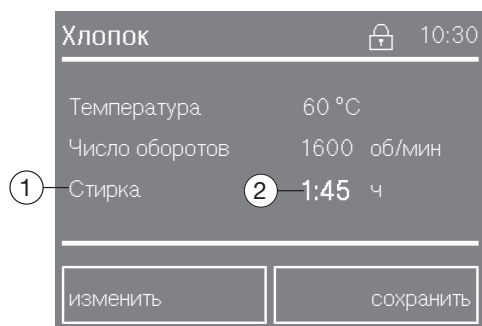 Хлопок 10:30
Температура 60 °C
Число оборотов 1600 об/мин
1 Стирка 2 1:45 ч
изменить сохранить